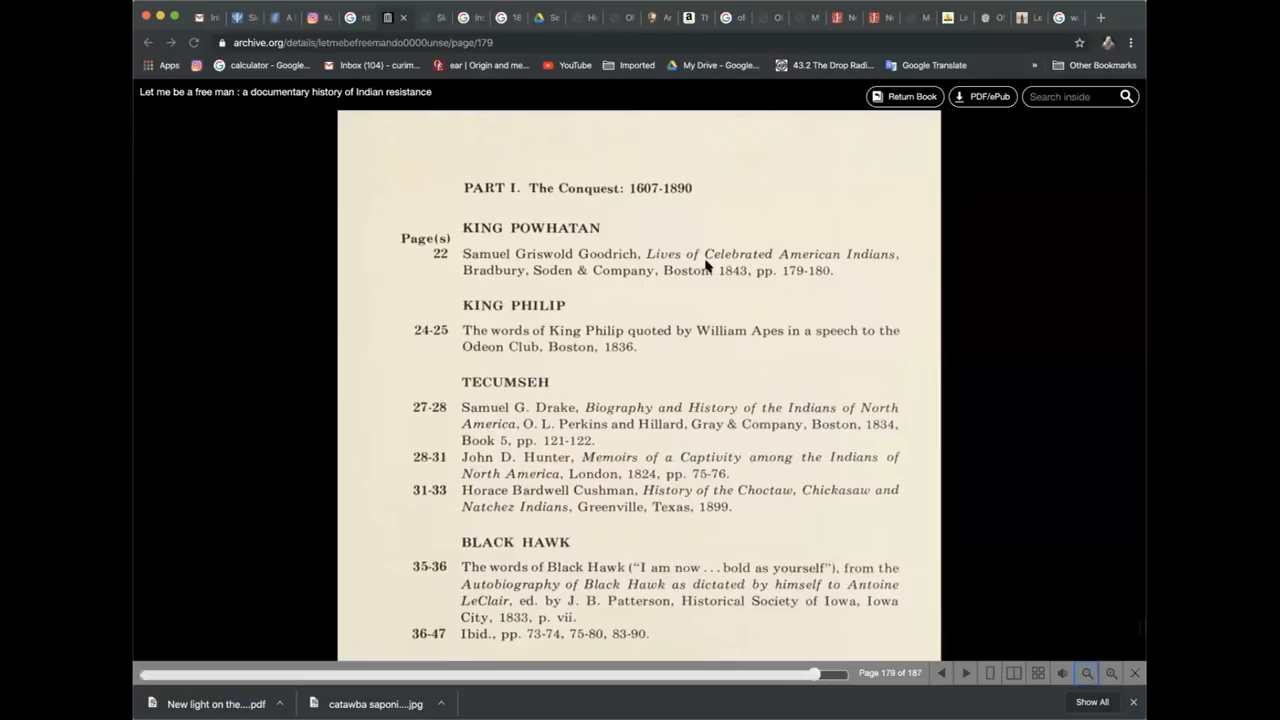 archive.org/details/letmebefreemando0000unse/page/179
Apps
calculator - Google...
Inbox (104) - curim...
ear | Origin and me...
YouTube
Imported
My Drive - Google...
43.2 The Drop Radi...
Google Translate
»
Other Bookmarks
Let me be a free man : a documentary history of Indian resistance
Return Book
PDF/ePub
Search inside
PART I. The Conquest: 1607-1890
KING POWHATAN
Page(s)
22 Samuel Griswold Goodrich, Lives of Celebrated American Indians,
Bradbury, Soden & Company, Boston, 1843, pp. 179-180.
KING PHILIP
24-25 The words of King Philip quoted by William Apes in a speech to the
Odeon Club, Boston, 1836.
TECUMSEH
27-28 Samuel G. Drake, Biography and History of the Indians of North
America, O. L. Perkins and Hillard, Gray & Company, Boston, 1834,
Book 5, pp. 121-122.
28-31 John D. Hunter, Memoirs of a Captivity among the Indians of
North America, London, 1824, pp. 75-76.
31-33 Horace Bardwell Cushman, History of the Choctaw, Chickasaw and
Natchez Indians, Greenville, Texas, 1899.
BLACK HAWK
35-36 The words of Black Hawk ("I am now ... bold as yourself"), from the
Autobiography of Black Hawk as dictated by himself to Antoine
LeClair, ed. by J. B. Patterson, Historical Society of Iowa, Iowa
City, 1833, p. vii.
36-47 Ibid., pp. 73-74, 75-80, 83-90.
Page 179 of 187
New light on the....pdf
catawba saponi....jpg
Show All